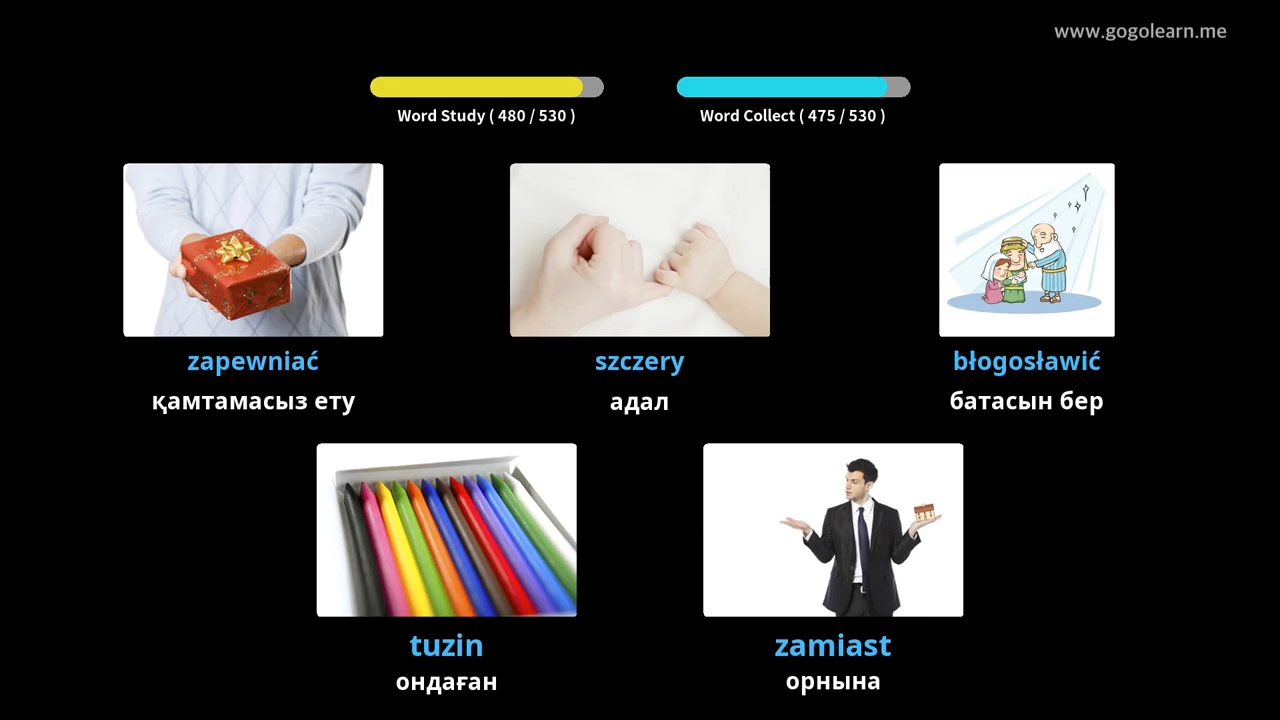 www.gogolearn.me
Word Study ( 480 / 530 )
Word Collect ( 475 / 530 )
zapewniać
қамтамасыз ету
szczery
адал
błogosławić
батасын бер
tuzin
ондаған
zamiast
орнына